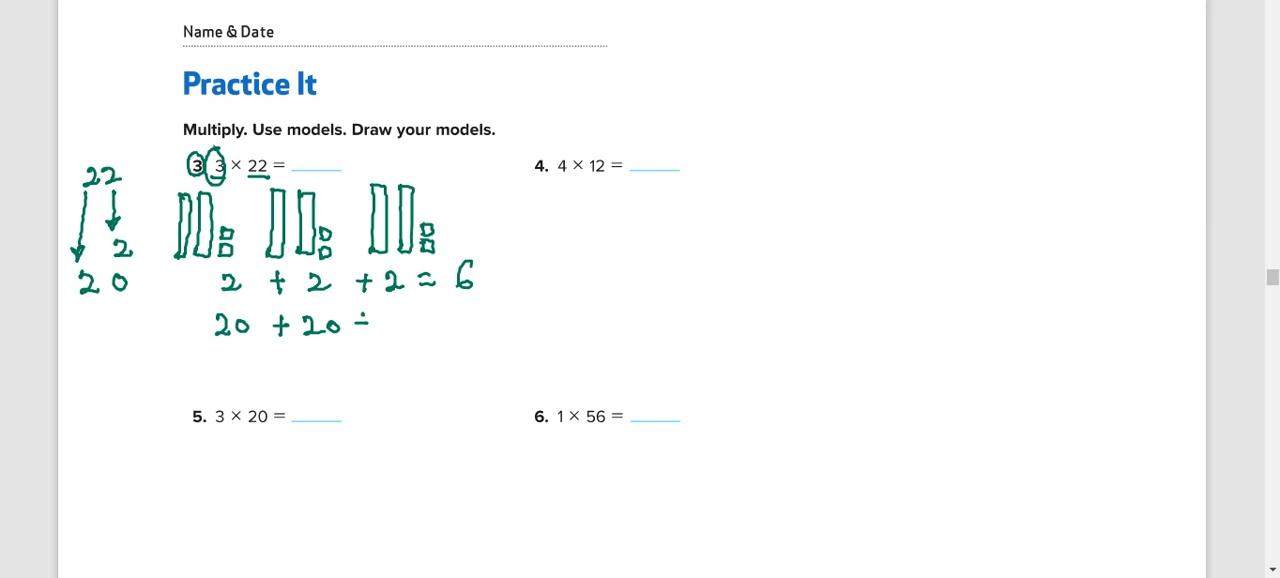 Name & Date
Practice It
Multiply. Use models. Draw your models.
3 3 × 22 =
4. 4 × 12 =
22
2
20
2 + 2 + 2 = 6
20 + 20 ÷
5. 3 × 20 =
6. 1 × 56 =